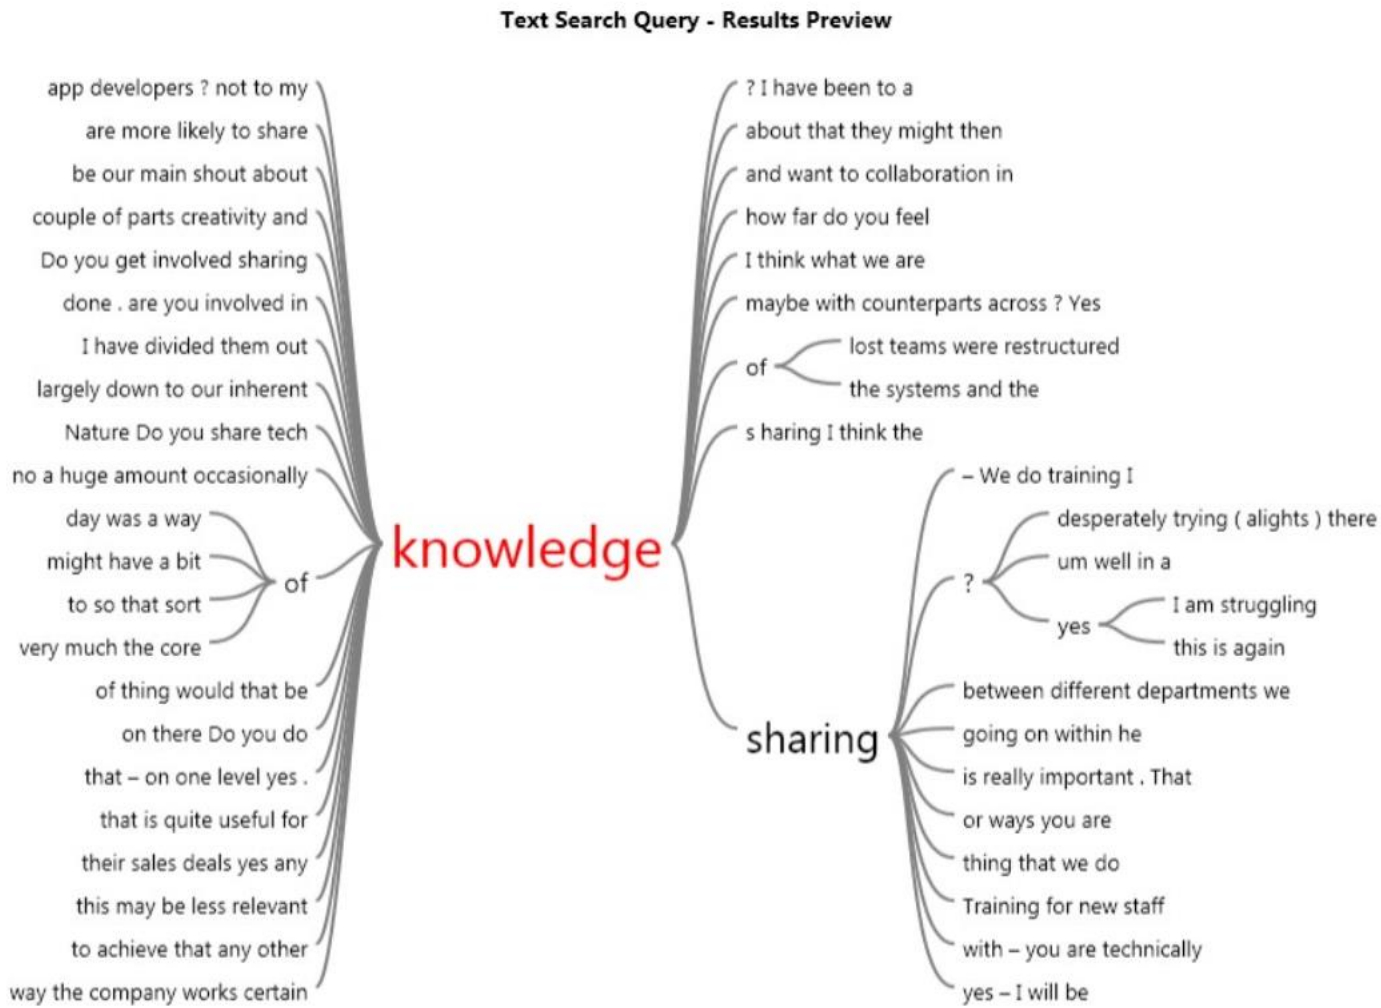 Text Search Query - Results Preview
app developers ? not to my
are more likely to share
be our main shout about
couple of parts creativity and
Do you get involved sharing
done . are you involved in
I have divided them out
largely down to our inherent
Nature Do you share tech
no a huge amount occasionally
day was a way
might have a bit
to so that sort
very much the core
of
of thing would that be
on there Do you do
that – on one level yes .
that is quite useful for
their sales deals yes any
this may be less relevant
to achieve that any other
way the company works certain
knowledge
? I have been to a
about that they might then
and want to collaboration in
how far do you feel
I think what we are
maybe with counterparts across ? Yes
of
lost teams were restructured
the systems and the
s haring I think the
sharing
– We do training I
?
desperately trying ( alights ) there
um well in a
yes
I am struggling
this is again
between different departments we
going on within he
is really important . That
or ways you are
thing that we do
Training for new staff
with – you are technically
yes – I will be